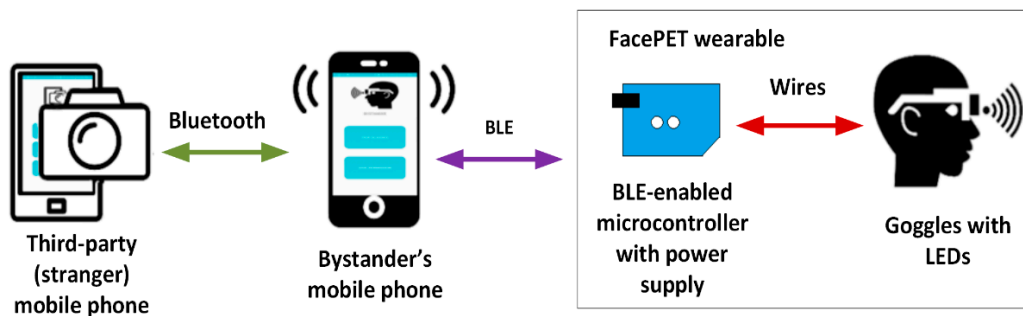 Third-party
(stranger)
mobile phone
Bluetooth
Bystander's
mobile phone
BLE
FacePET wearable
BLE-enabled
microcontroller
with power
supply
Wires
Goggles with
LEDs